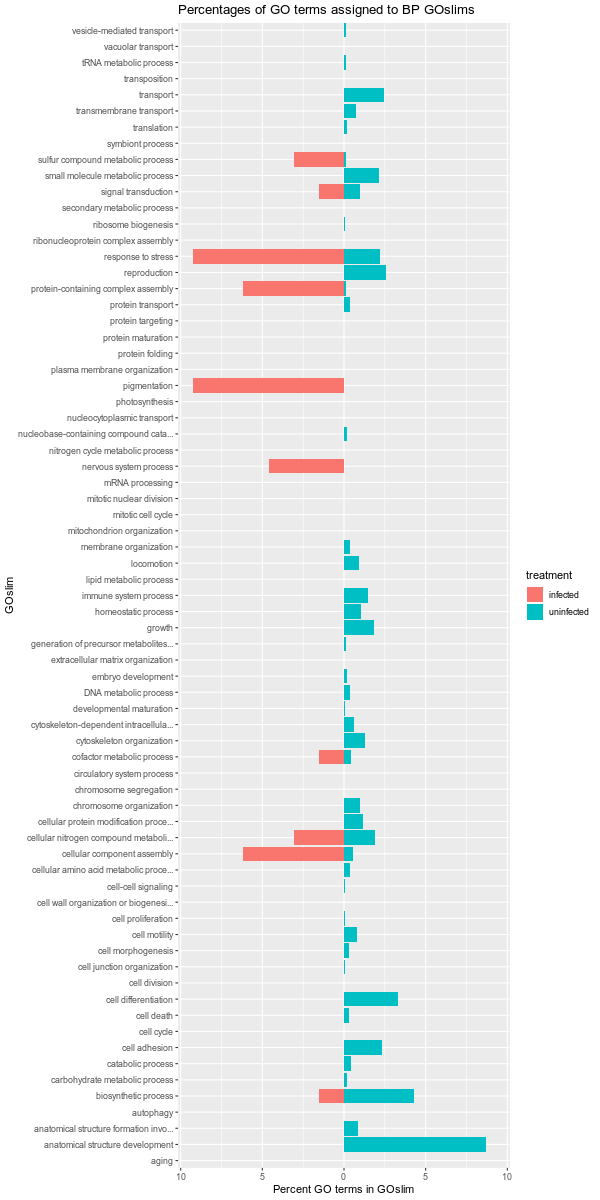 Percentages of GO terms assigned to BP GOslims
vesicle-mediated transport
vacuolar transport
tRNA metabolic process
transposition
transport
transmembrane transport
translation
symbiont process
sulfur compound metabolic process
small molecule metabolic process
signal transduction
secondary metabolic process
ribosome biogenesis
ribonucleoprotein complex assembly
response to stress
reproduction
protein-containing complex assembly
protein transport
protein targeting
protein maturation
protein folding
plasma membrane organization
pigmentation
photosynthesis
nucleocytoplasmic transport
nucleobase-containing compound cata...
nitrogen cycle metabolic process
nervous system process
mRNA processing
mitotic nuclear division
mitotic cell cycle
mitochondrion organization
membrane organization
locomotion
lipid metabolic process
immune system process
homeostatic process
growth
generation of precursor metabolites...
extracellular matrix organization
embryo development
DNA metabolic process
developmental maturation
cytoskeleton-dependent intracellula...
cytoskeleton organization
cofactor metabolic process
circulatory system process
chromosome segregation
chromosome organization
cellular protein modification proce...
cellular nitrogen compound metaboli...
cellular component assembly
cellular amino acid metabolic proce...
cell-cell signaling
cell wall organization or biogenesi...
cell proliferation
cell motility
cell morphogenesis
cell junction organization
cell division
cell differentiation
cell death
cell cycle
cell adhesion
catabolic process
carbohydrate metabolic process
biosynthetic process
autophagy
anatomical structure formation invo...
anatomical structure development
aging
GOslim
10 5 0 5 10
Percent GO terms in GOslim
treatment
infected
uninfected